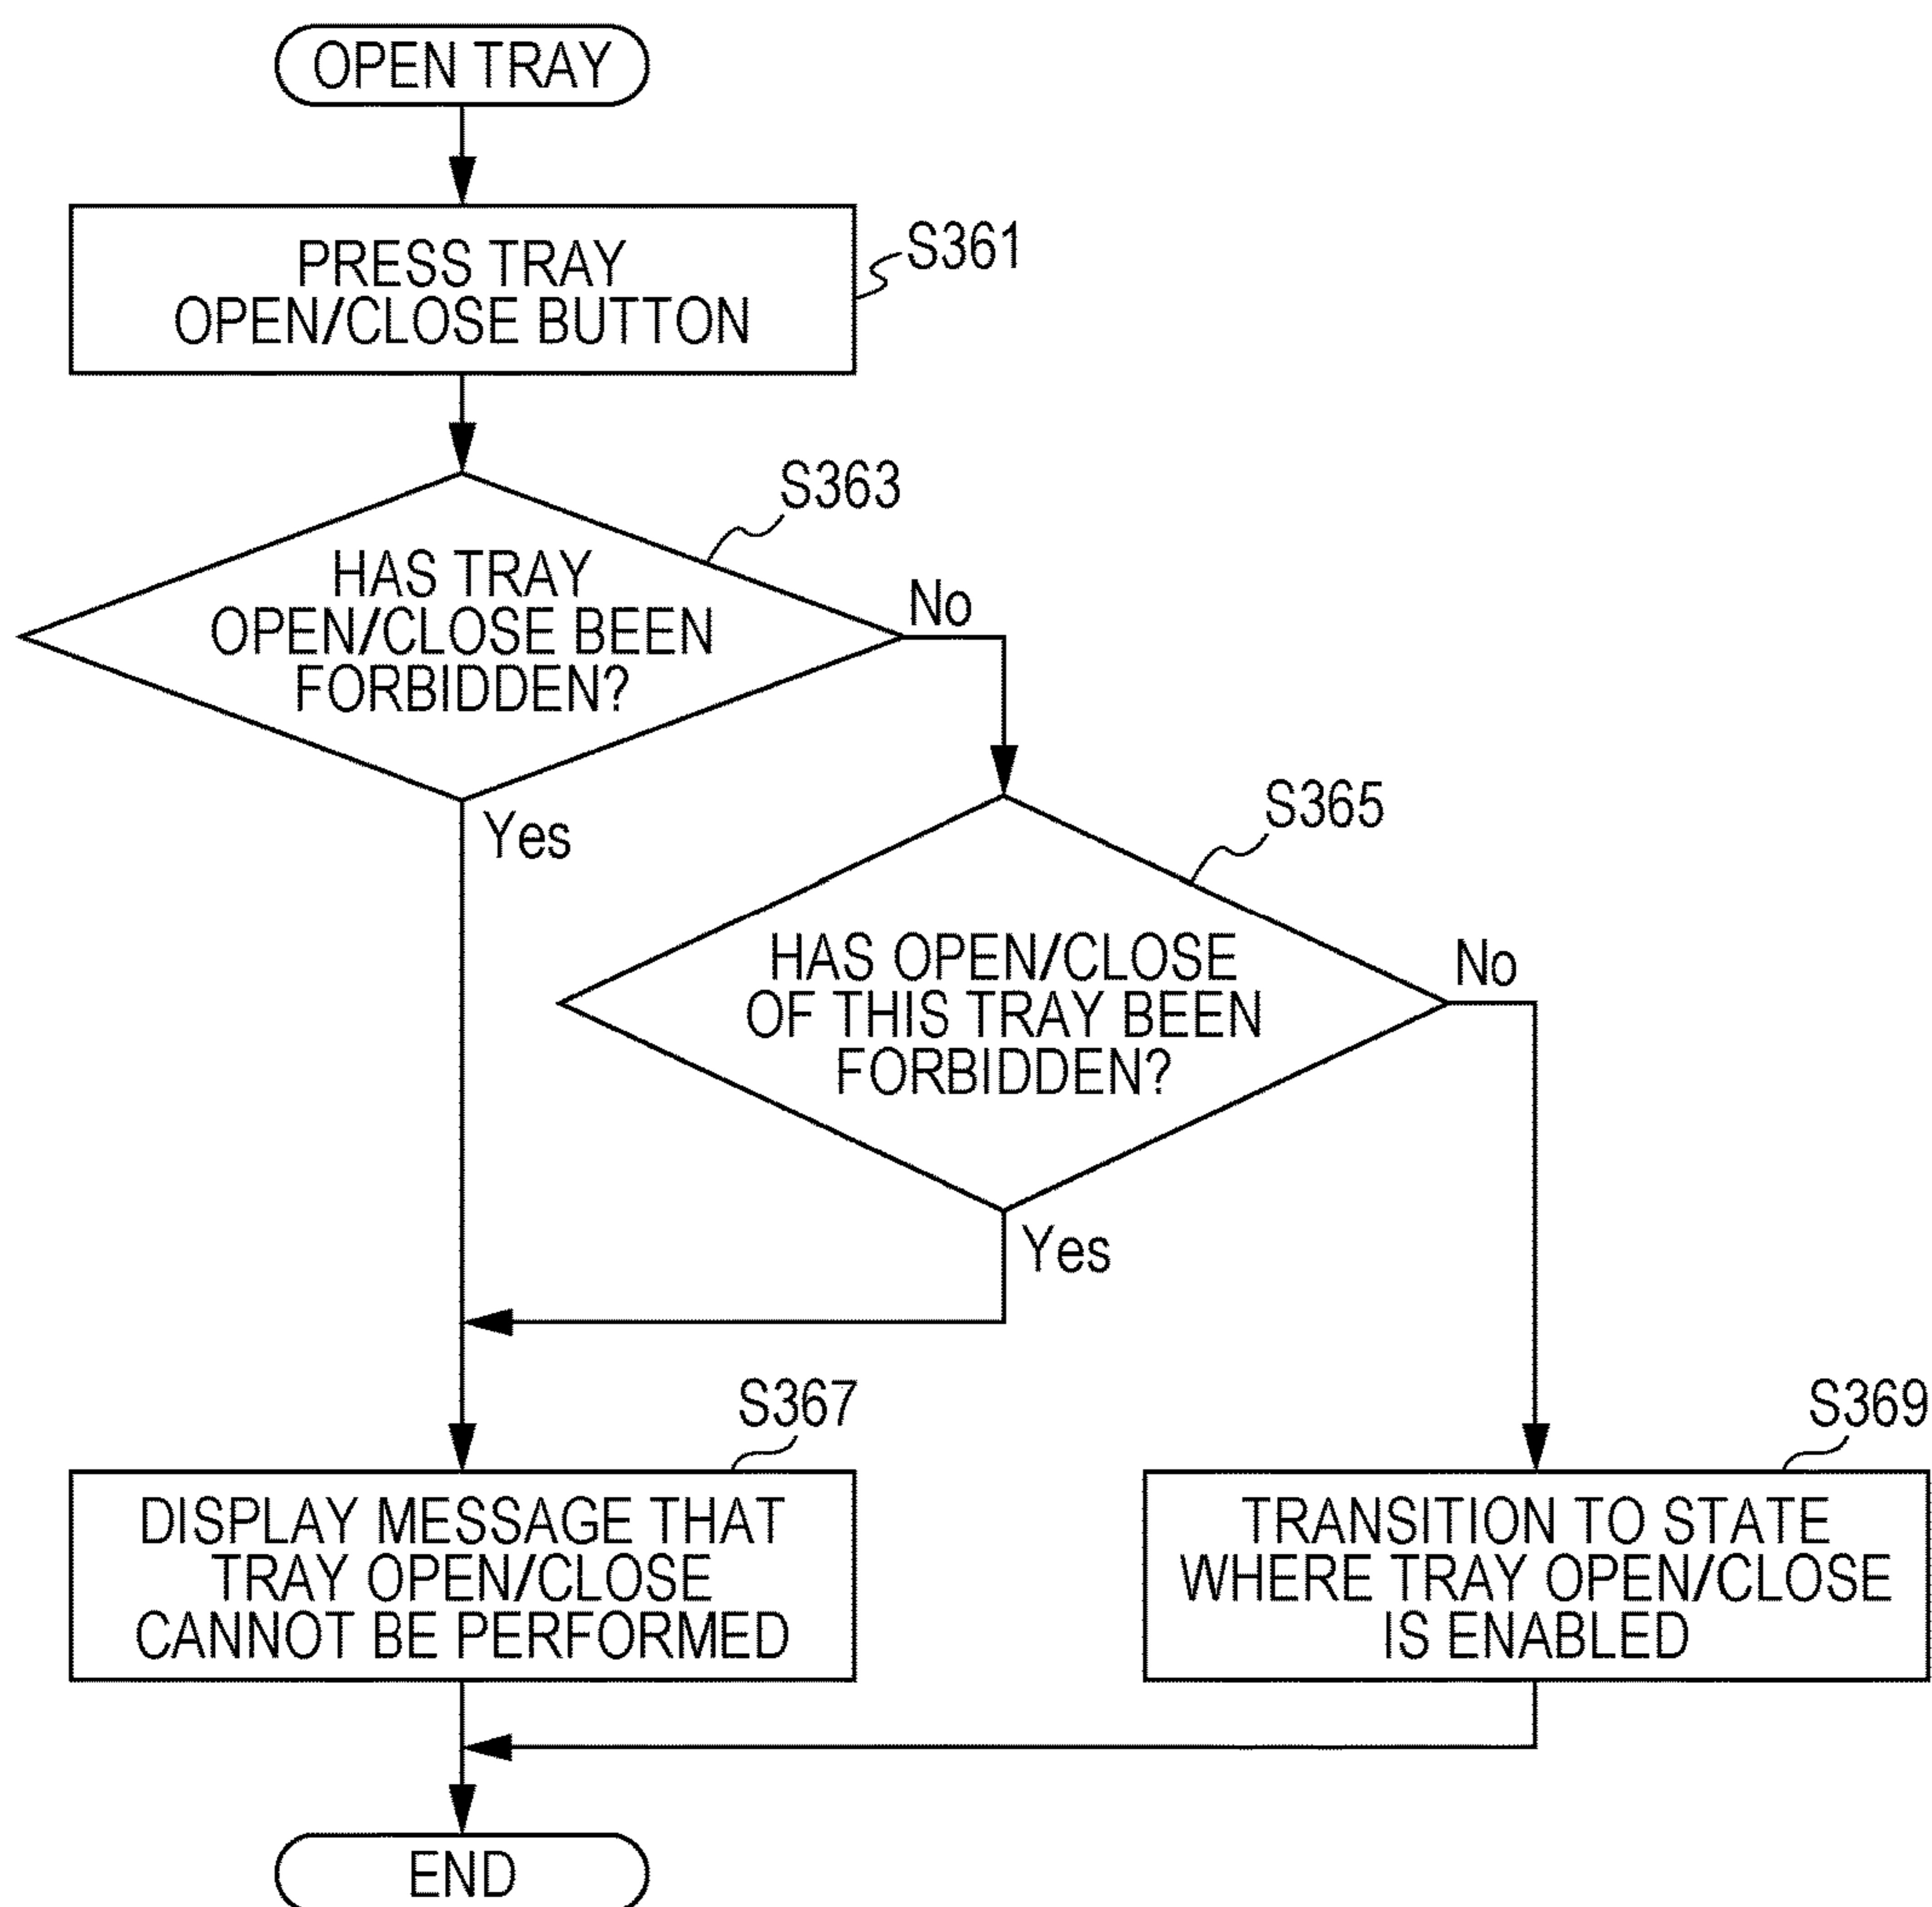 OPEN TRAY
PRESS TRAY
OPEN/CLOSE BUTTON
S361
S363
HAS TRAY
OPEN/CLOSE BEEN
FORBIDDEN?
No
Yes
S365
HAS OPEN/CLOSE
OF THIS TRAY BEEN
FORBIDDEN?
No
Yes
S367
DISPLAY MESSAGE THAT
TRAY OPEN/CLOSE
CANNOT BE PERFORMED
S369
TRANSITION TO STATE
WHERE TRAY OPEN/CLOSE
IS ENABLED
END